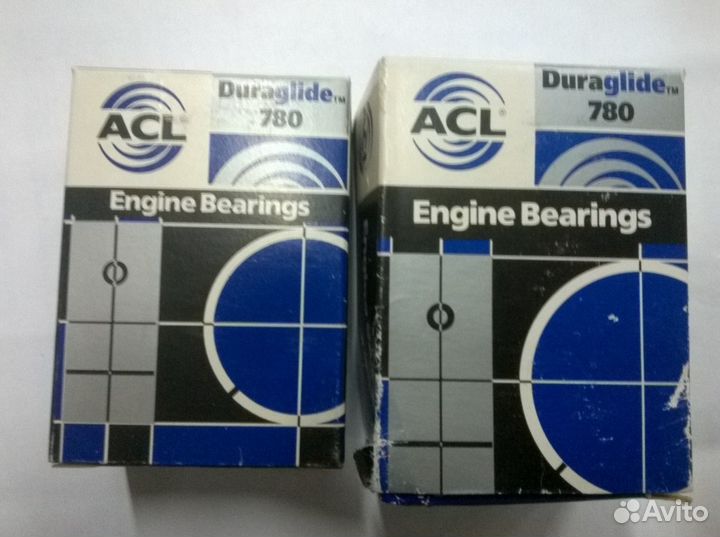 ACL®
Duraglide™
780
Engine Bearings
ACL®
Duraglide™
780
Engine Bearings
Avito